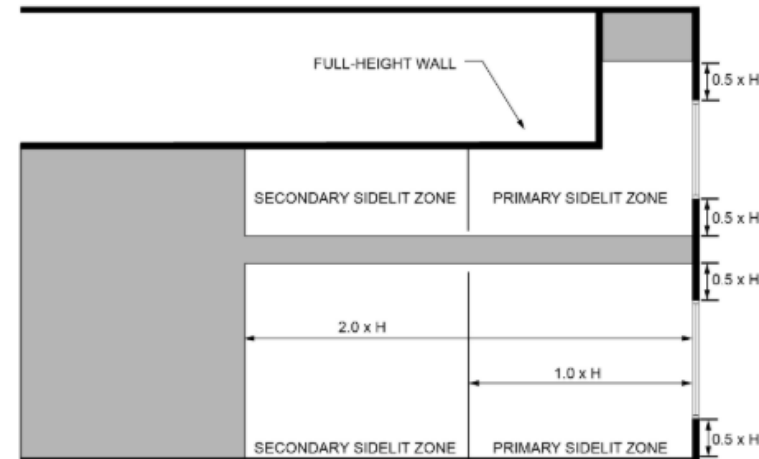 FULL-HEIGHT WALL
0.5 x H
SECONDARY SIDELIT ZONE
PRIMARY SIDELIT ZONE
0.5 x H
0.5 x H
2.0 x H
1.0 x H
SECONDARY SIDELIT ZONE
PRIMARY SIDELIT ZONE
0.5 x H